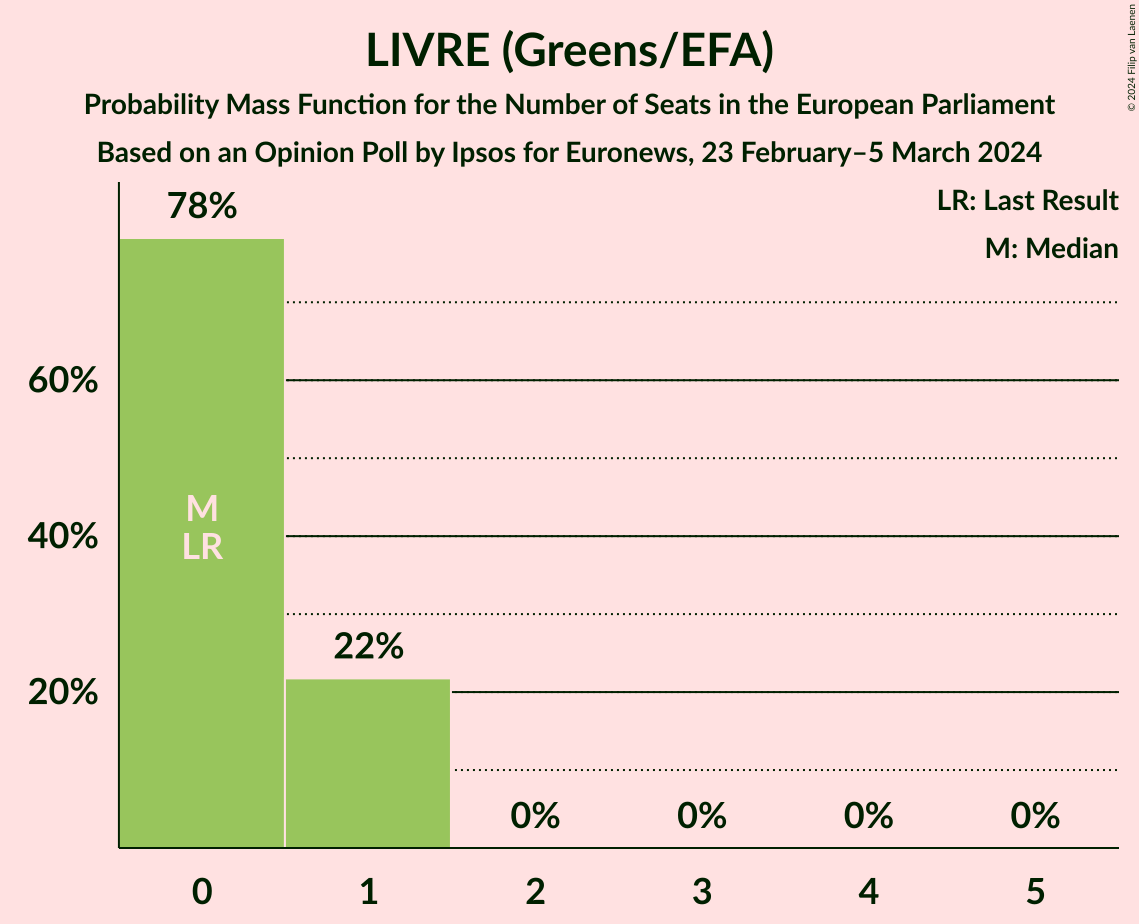 LIVRE (Greens/EFA)
Probability Mass Function for the Number of Seats in the European Parliament
Based on an Opinion Poll by Ipsos for Euronews, 23 February–5 March 2024
© 2024 Filip van Laenen
LR: Last Result
M: Median
78%
60%
M
40%
LR
22%
20%
0% 0% 0% 0%
0 1 2 3 4 5